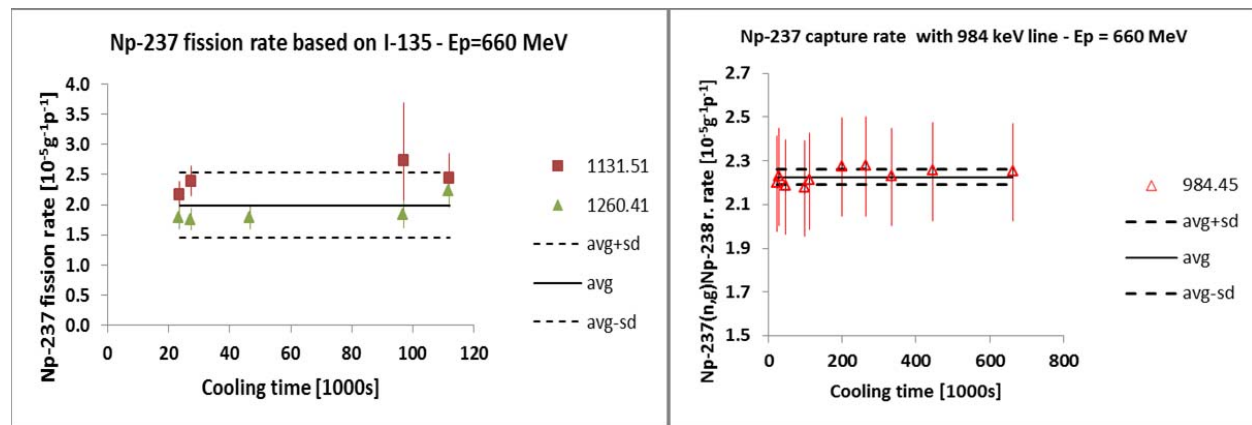 Np-237 fission rate based on I-135 - Ep=660 MeV
Np-237 fission rate [10⁻⁵g⁻¹p⁻¹]
4.0
3.5
3.0
2.5
2.0
1.5
1.0
0.5
0.0
0 20 40 60 80 100 120
Cooling time [1000s]
1131.51
1260.41
avg+sd
avg
avg-sd
Np-237 capture rate with 984 keV line - Ep = 660 MeV
Np-237(n,g)Np-238 r. rate [10⁻⁵g⁻¹p⁻¹]
2.7
2.5
2.3
2.1
1.9
1.7
1.5
0 200 400 600 800
Cooling time [1000s]
984.45
avg+sd
avg
avg-sd